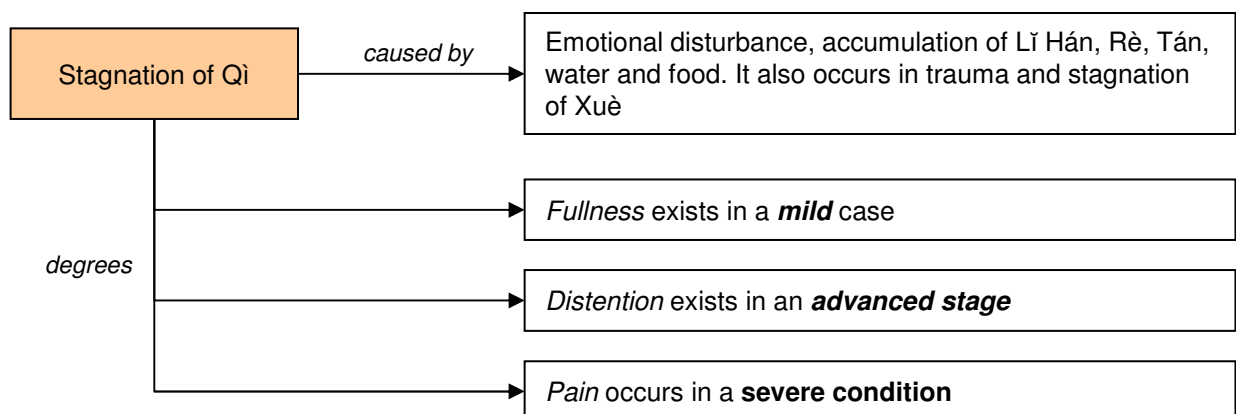 Stagnation of Qì
caused by
Emotional disturbance, accumulation of Lĭ Hán, Rè, Tán,
water and food. It also occurs in trauma and stagnation
of Xuè
degrees
Fullness exists in a mild case
Distention exists in an advanced stage
Pain occurs in a severe condition